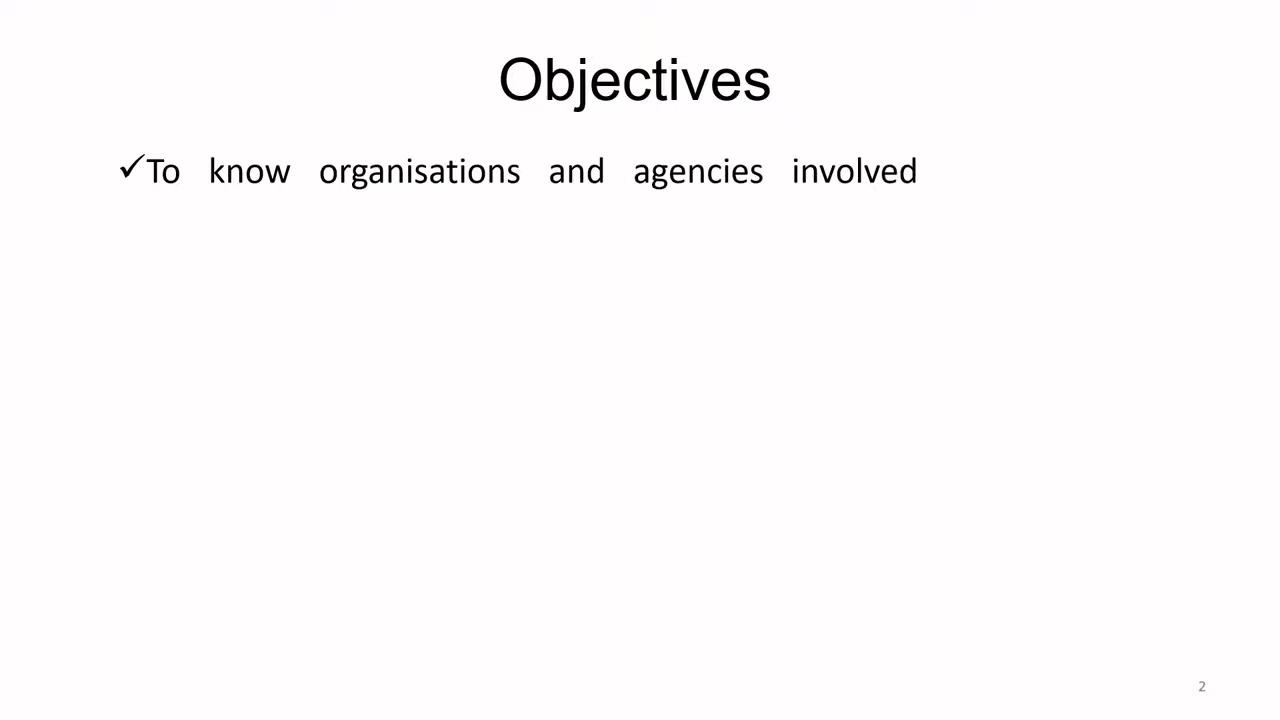 Objectives
✓To know organisations and agencies involved
2